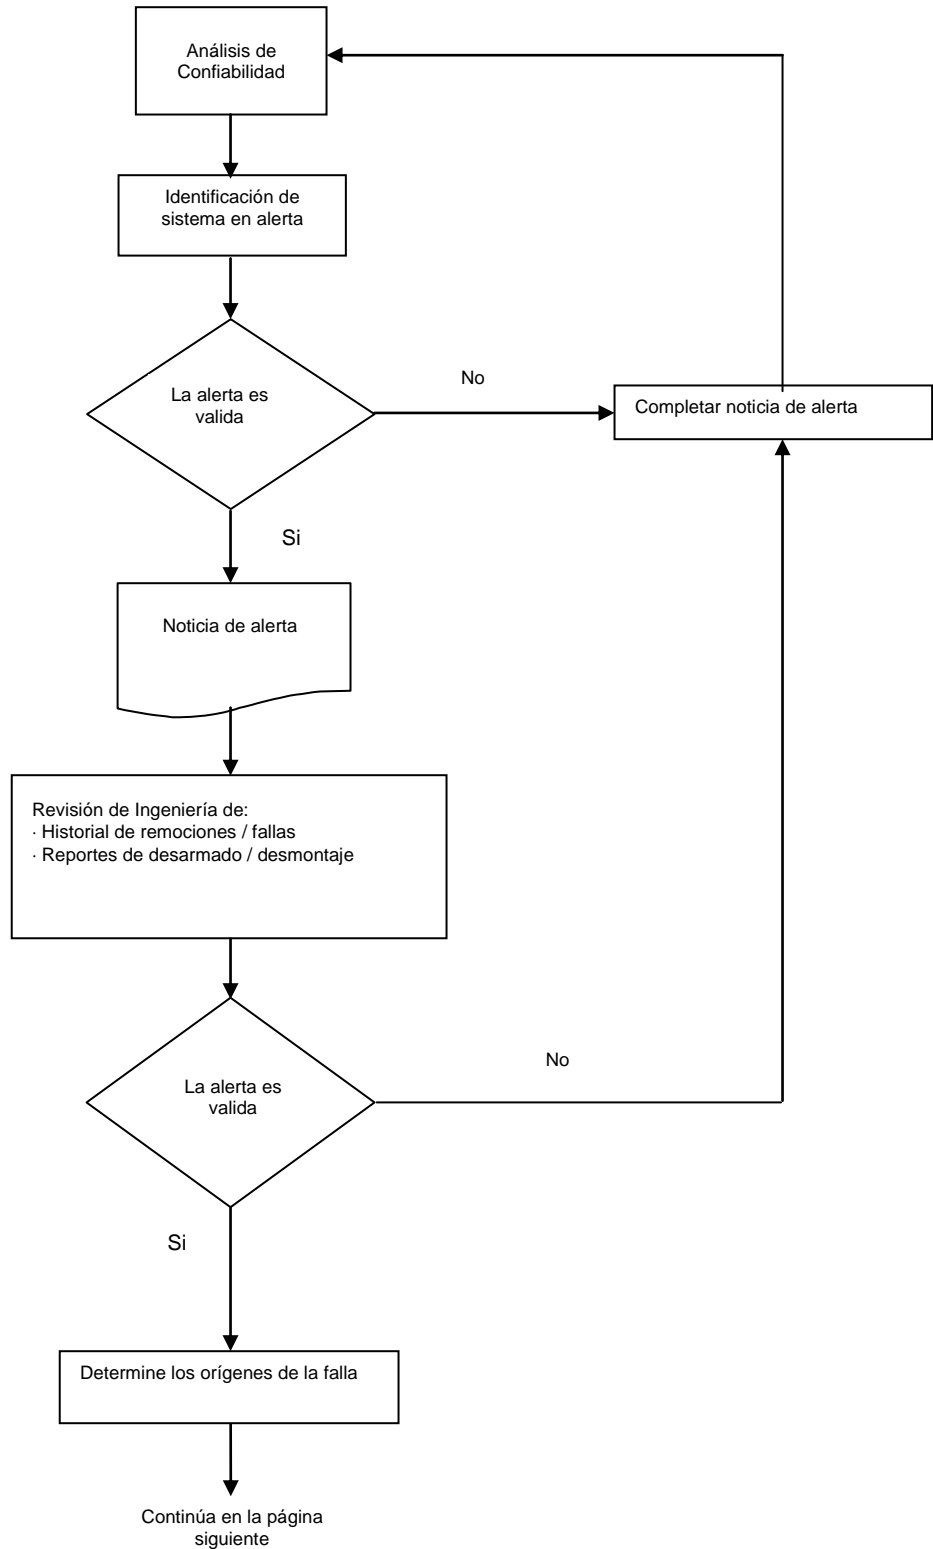 Análisis de
Confiabilidad
Identificación de
sistema en alerta
La alerta es
valida
No
Completar noticia de alerta
Si
Noticia de alerta
Revisión de Ingeniería de:
· Historial de remociones / fallas
· Reportes de desarmado / desmontaje
La alerta es
valida
No
Si
Determine los orígenes de la falla
Continúa en la página
siguiente